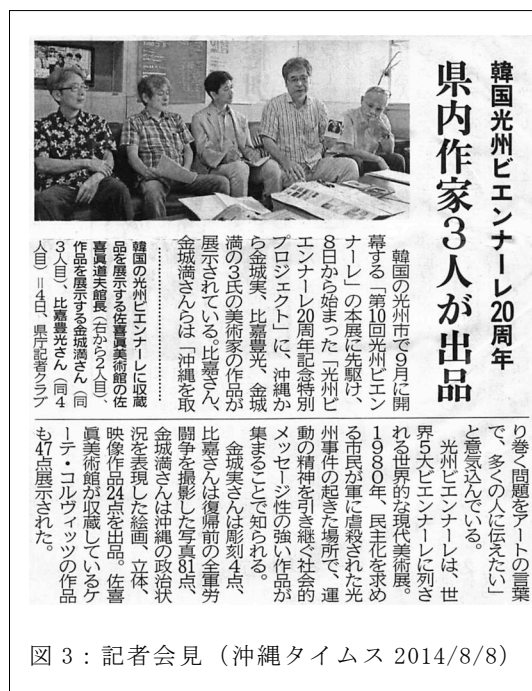 韓国光州ビエンナーレ20周年
県内作家3人が出品
韓国の光州市で9月に開
幕する「第10回光州ビエン
ナーレ」の本展に先駆け、
8日から始まった「光州ビ
エンナーレ20周年記念特別
プロジェクト」に、沖縄か
ら金城実、比嘉豊光、金城
満の3氏の美術家の作品が
展示されている。比嘉さん、
金城満さんらは「沖縄を取
韓国の光州ビエンナーレに収蔵
品を展示する佐喜眞美術館の佐
喜眞道夫館長（右から2人目）、
作品を展示する金城満さん（同
3人目）、比嘉豊光さん（同4
人目）＝4日、県庁記者クラブ
り巻く問題をアートの言葉
で、多くの人に伝えたい」
と意気込んでいる。
光州ビエンナーレは、世
界5大ビエンナーレに列さ
れる世界的な現代美術展。
1980年、民主化を求め
る市民が軍に虐殺された光
州事件の起きた場所で、運
動の精神を引き継ぐ社会的
メッセージ性の強い作品が
集まることで知られる。
金城実さんは彫刻4点、
比嘉さんは復帰前の全軍労
闘争を撮影した写真81点、
金城満さんは沖縄の政治状
況を表現した絵画、立体、
映像作品24点を出品。佐喜
眞美術館が収蔵しているケ
ーテ・コルヴィッツの作品
も47点展示された。
図3：記者会見（沖縄タイムス 2014/8/8）